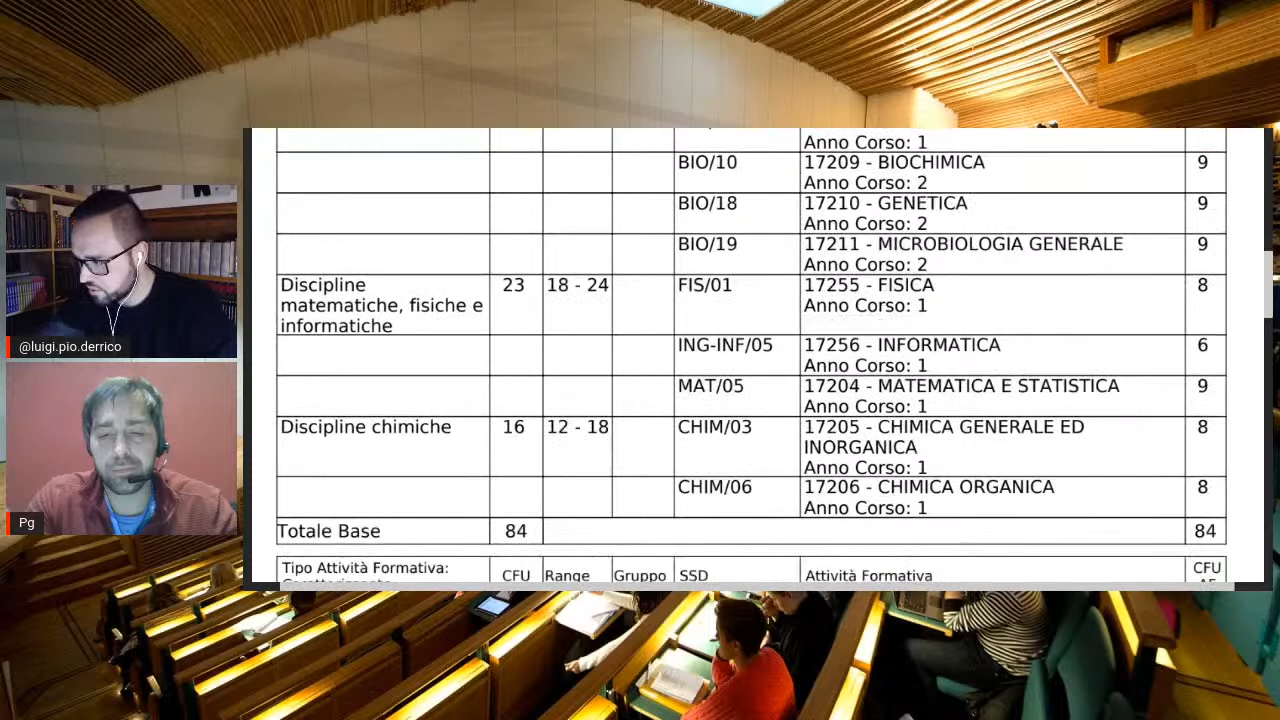 Anno Corso: 1
BIO/10 17209 - BIOCHIMICA 9
Anno Corso: 2
BIO/18 17210 - GENETICA 9
Anno Corso: 2
BIO/19 17211 - MICROBIOLOGIA GENERALE 9
Anno Corso: 2
Discipline 23 18 - 24 FIS/01 17255 - FISICA 8
matematiche, fisiche e Anno Corso: 1
informatiche
ING-INF/05 17256 - INFORMATICA 6
Anno Corso: 1
MAT/05 17204 - MATEMATICA E STATISTICA 9
Anno Corso: 1
Discipline chimiche 16 12 - 18 CHIM/03 17205 - CHIMICA GENERALE ED 8
INORGANICA
Anno Corso: 1
CHIM/06 17206 - CHIMICA ORGANICA 8
Anno Corso: 1
Totale Base 84 84
Tipo Attività Formativa: CFU Range Gruppo SSD Attività Formativa CFU
@luigi.pio.derrico
Pg